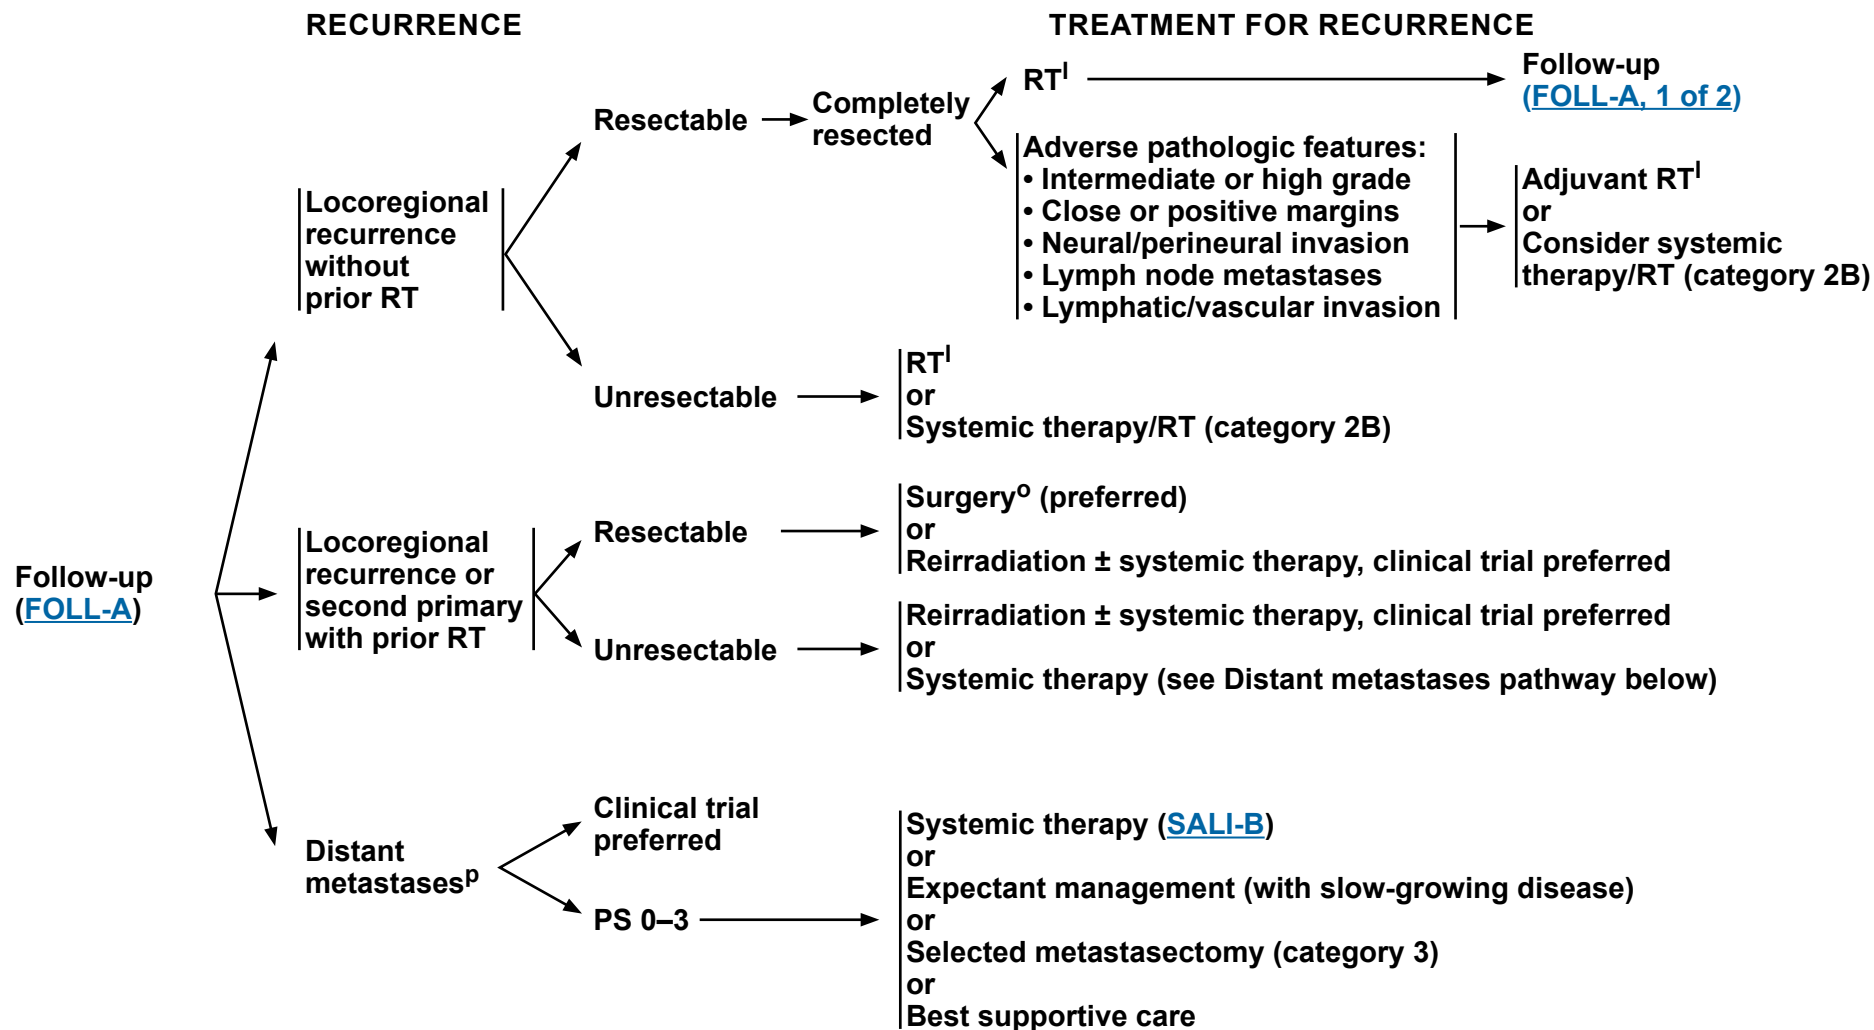 RECURRENCE
TREATMENT FOR RECURRENCE
Follow-up
(FOLL-A)
Locoregional
recurrence
without
prior RT
Resectable
Completely
resected
RTˡ
Follow-up
(FOLL-A, 1 of 2)
Adverse pathologic features:
• Intermediate or high grade
• Close or positive margins
• Neural/perineural invasion
• Lymph node metastases
• Lymphatic/vascular invasion
Adjuvant RTˡ
or
Consider systemic
therapy/RT (category 2B)
Unresectable
RTˡ
or
Systemic therapy/RT (category 2B)
Locoregional
recurrence or
second primary
with prior RT
Resectable
Surgeryᵒ (preferred)
or
Reirradiation ± systemic therapy, clinical trial preferred
Unresectable
Reirradiation ± systemic therapy, clinical trial preferred
or
Systemic therapy (see Distant metastases pathway below)
Distant
metastasesᵖ
Clinical trial
preferred
PS 0–3
Systemic therapy (SALI-B)
or
Expectant management (with slow-growing disease)
or
Selected metastasectomy (category 3)
or
Best supportive care